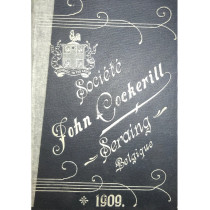 Société
John Cockerill
Seraing
Belgique
1909.